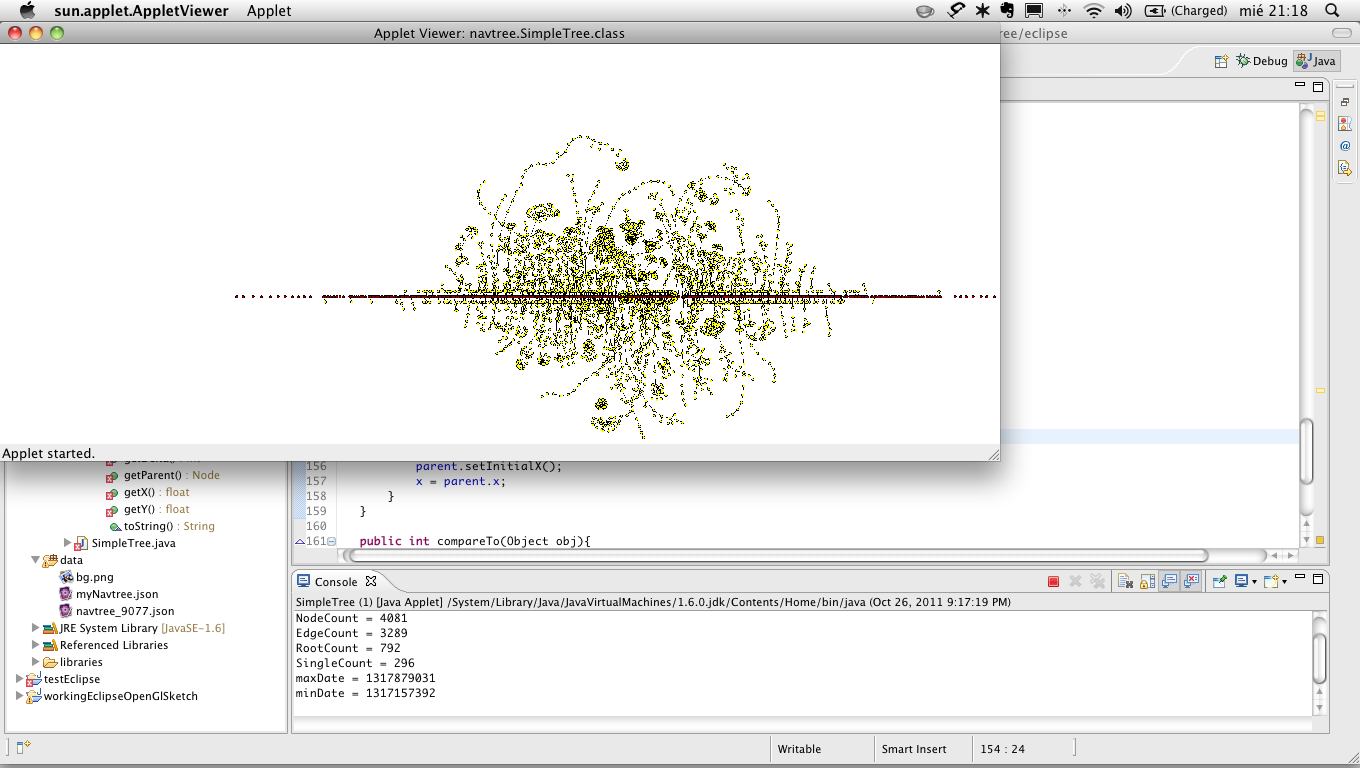 sun.applet.AppletViewer Applet (Charged) mié 21:18
Applet Viewer: navtree.SimpleTree.class
ree/eclipse
Debug Java
Applet started.
getParent() : Node
getX() : float
getY() : float
toString() : String
SimpleTree.java
data
bg.png
myNavtree.json
navtree_9077.json
JRE System Library [JavaSE-1.6]
Referenced Libraries
libraries
testEclipse
workingEclipseOpenGlSketch
156 parent.setInitialX();
157 x = parent.x;
158 }
159 }
160
161 public int compareTo(Object obj){
Console
SimpleTree (1) [Java Applet] /System/Library/Java/JavaVirtualMachines/1.6.0.jdk/Contents/Home/bin/java (Oct 26, 2011 9:17:19 PM)
NodeCount = 4081
EdgeCount = 3289
RootCount = 792
SingleCount = 296
maxDate = 1317879031
minDate = 1317157392
Writable Smart Insert 154 : 24